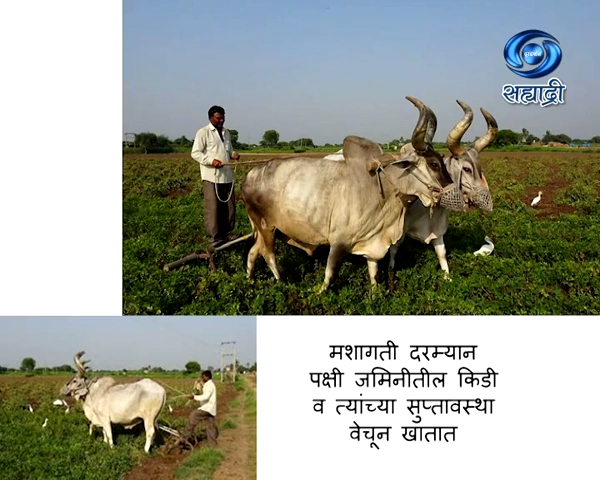 सह्याद्री
मशागती दरम्यान
पक्षी जमिनीतील किडी
व त्यांच्या सुप्तावस्था
वेचून खातात